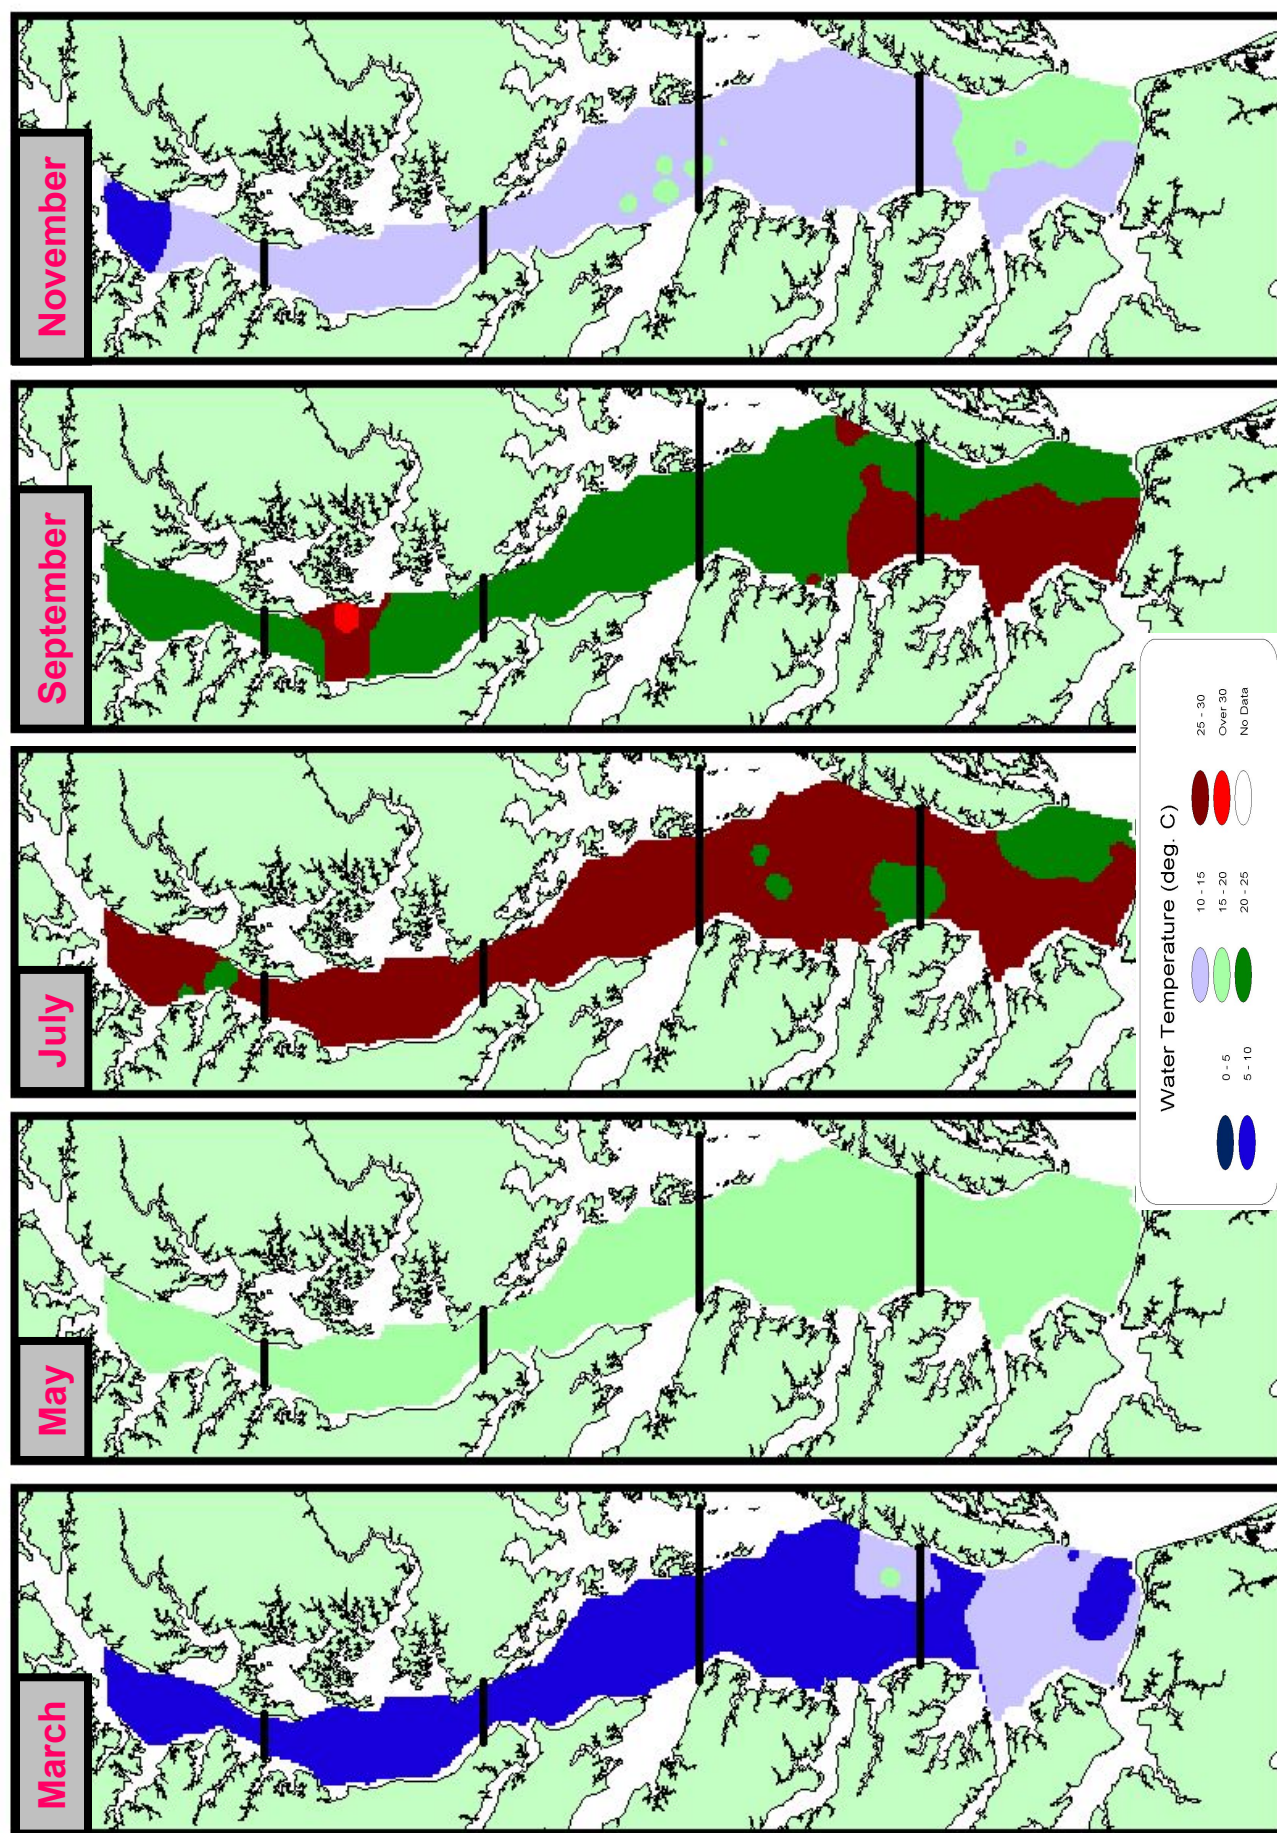 March
May
July
September
November
Water Temperature (deg. C)
0 - 5
5 - 10
10 - 15
15 - 20
20 - 25
25 - 30
Over 30
No Data